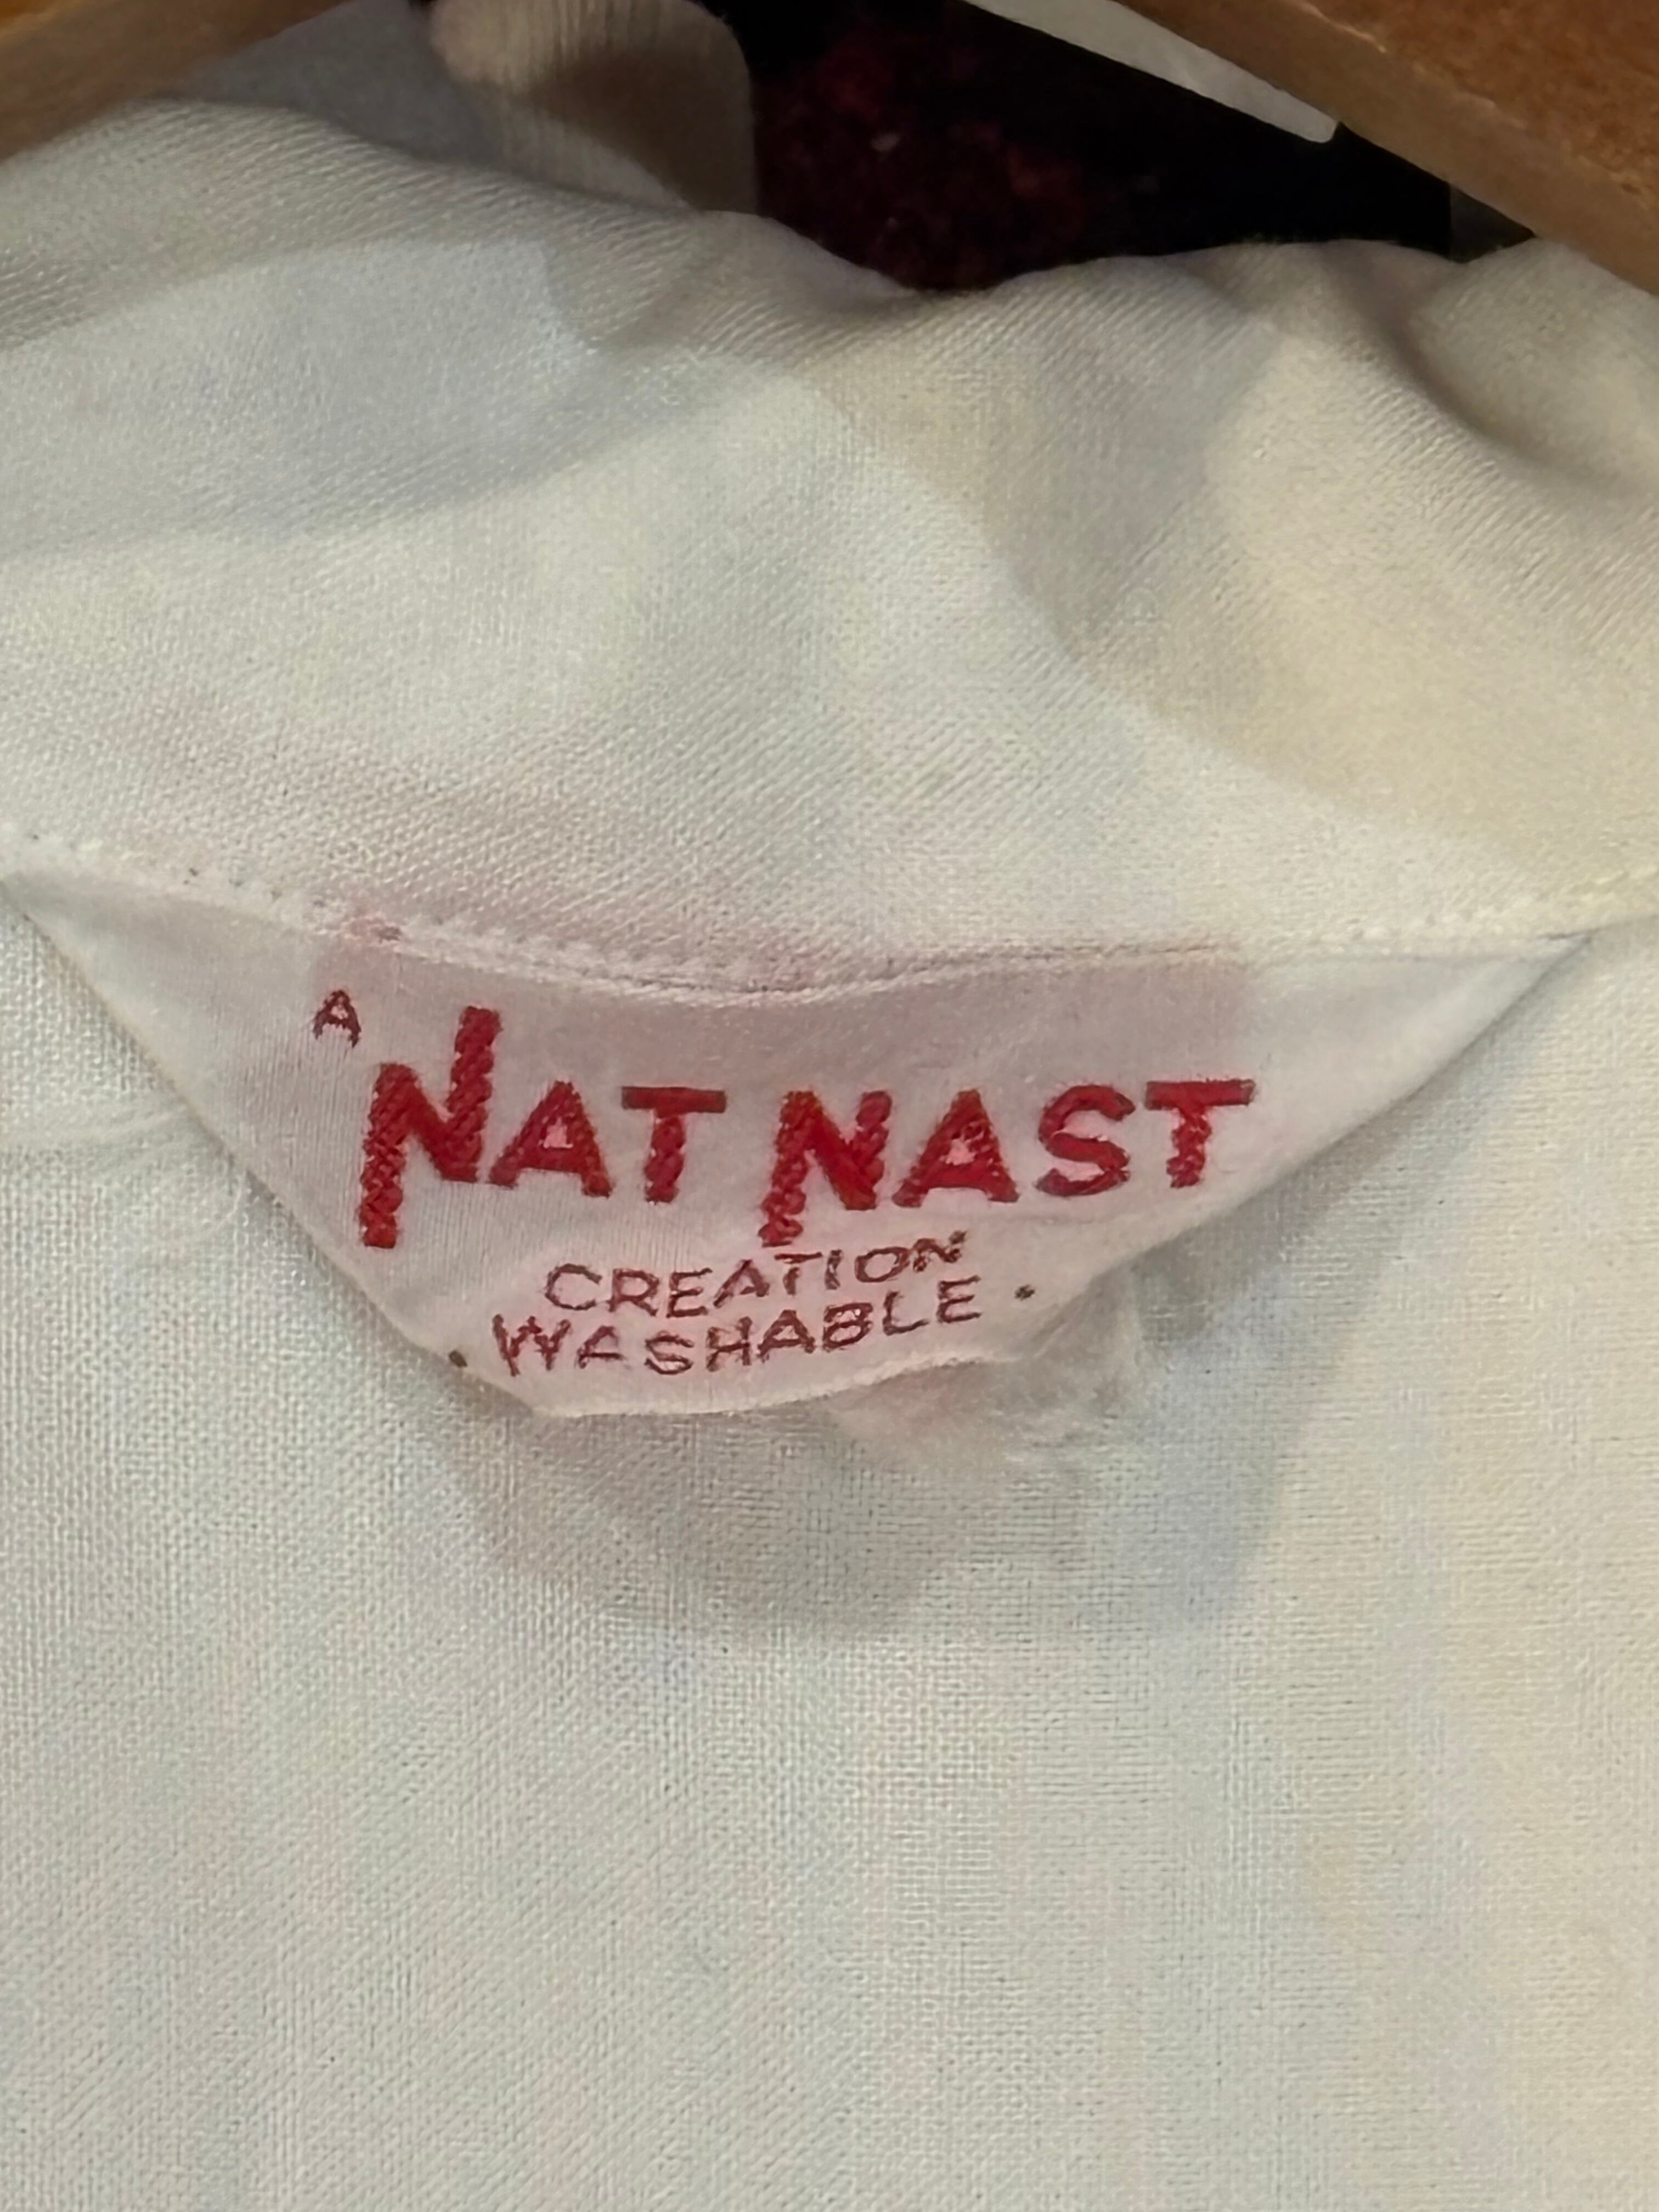 A
NAT NAST
CREATION
• WASHABLE •